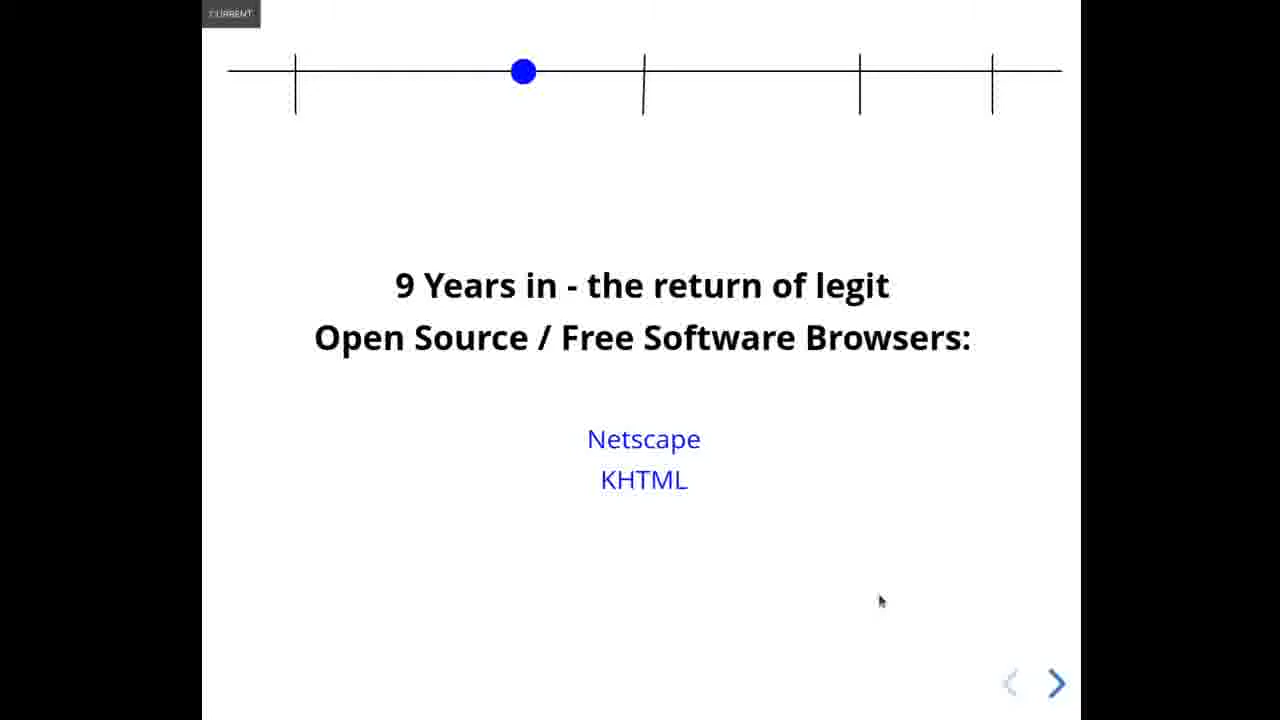 CURRENT
9 Years in - the return of legit
Open Source / Free Software Browsers:
Netscape
KHTML